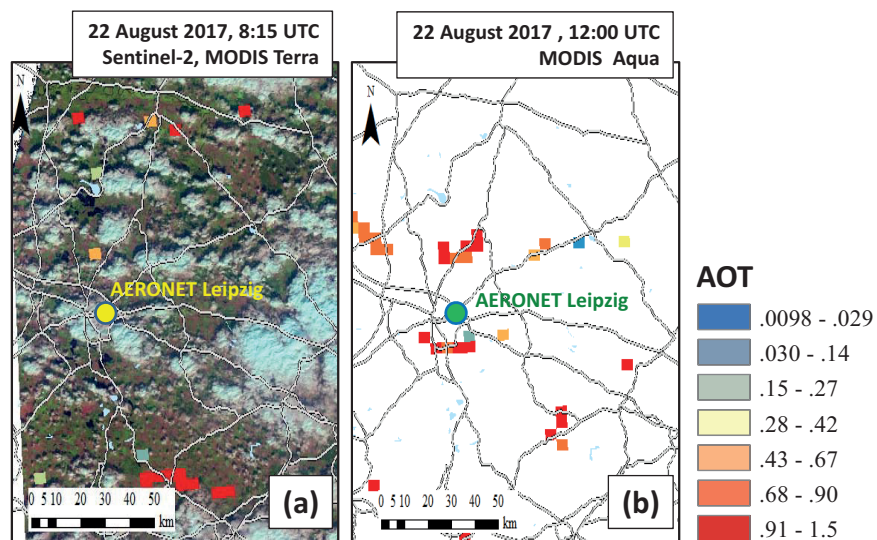 22 August 2017, 8:15 UTC
Sentinel-2, MODIS Terra
22 August 2017 , 12:00 UTC
MODIS Aqua
N
N
AERONET Leipzig
AERONET Leipzig
AOT
.0098 - .029
.030 - .14
.15 - .27
.28 - .42
.43 - .67
.68 - .90
.91 - 1.5
0 5 10 20 30 40 50
km
(a)
0 5 10 20 30 40 50
km
(b)